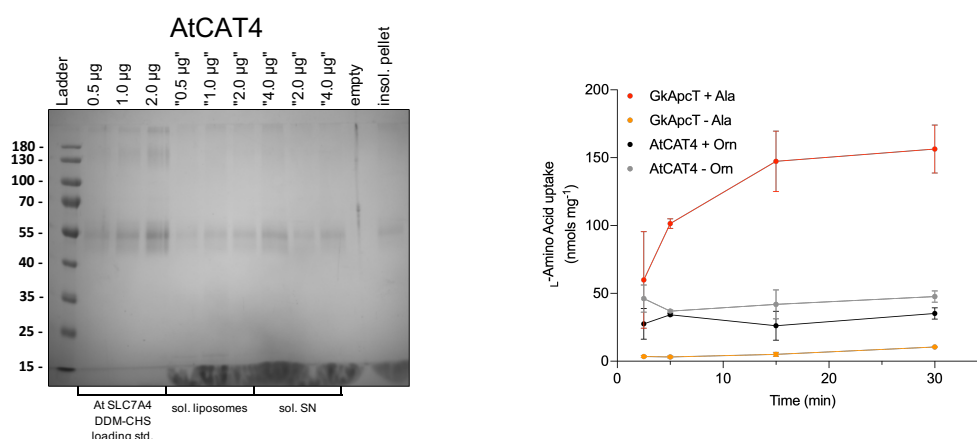 AtCAT4
Ladder
0.5 µg
1.0 µg
2.0 µg
"0.5 µg"
"1.0 µg"
"2.0 µg"
"4.0 µg"
"2.0 µg"
"4.0 µg"
empty
insol. pellet
180 -
130 -
100 -
70 -
55 -
40 -
35 -
25 -
15 -
At SLC7A4
DDM-CHS
loading std.
sol. liposomes
sol. SN
GkApcT + Ala
GkApcT - Ala
AtCAT4 + Orn
AtCAT4 - Orn
200
150
100
50
0
L-Amino Acid uptake
(nmols mg⁻¹)
0
10
20
30
Time (min)